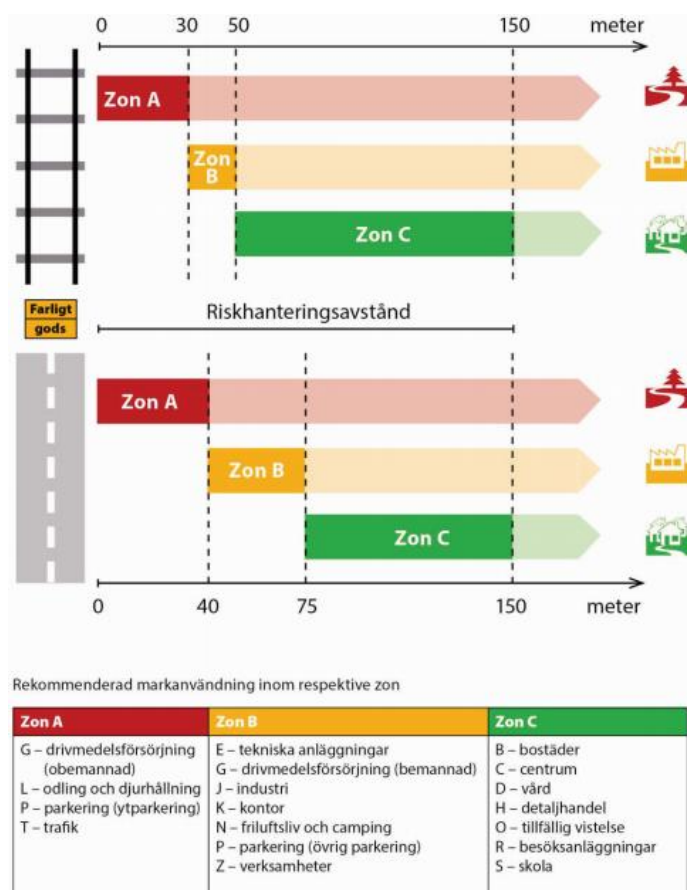 0 30 50 150 meter
Zon A
Zon
B
Zon C
Farligt
gods
Riskhanteringsavstånd
Zon A
Zon B
Zon C
0 40 75 150 meter
Rekommenderad markanvändning inom respektive zon
Zon A
G – drivmedelsförsörjning
(obemannad)
L – odling och djurhållning
P – parkering (ytparkering)
T – trafik
Zon B
E – tekniska anläggningar
G – drivmedelsförsörjning (bemannad)
J – industri
K – kontor
N – friluftsliv och camping
P – parkering (övrig parkering)
Z – verksamheter
Zon C
B – bostäder
C – centrum
D – vård
H – detaljhandel
O – tillfällig vistelse
R – besöksanläggningar
S – skola